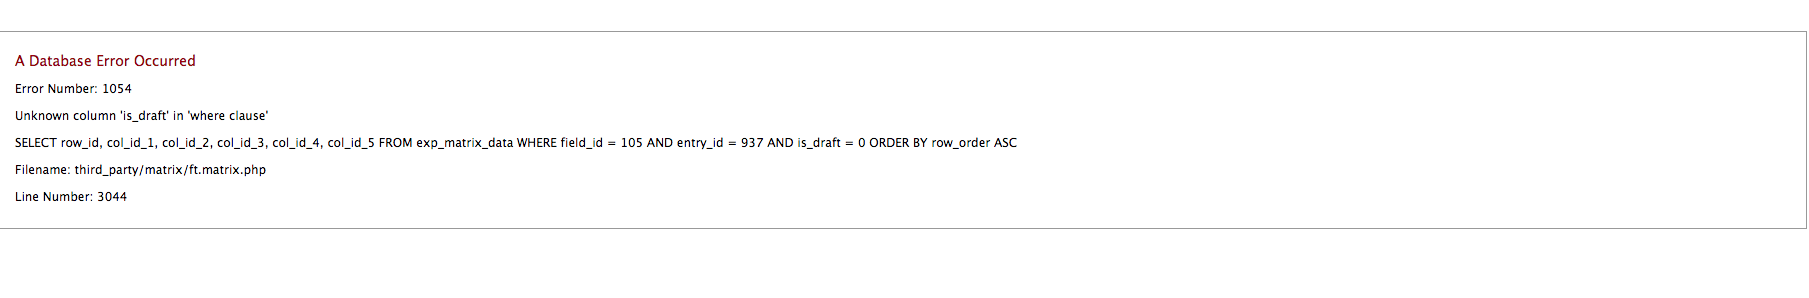 A Database Error Occurred
Error Number: 1054
Unknown column 'is_draft' in 'where clause'
SELECT row_id, col_id_1, col_id_2, col_id_3, col_id_4, col_id_5 FROM exp_matrix_data WHERE field_id = 105 AND entry_id = 937 AND is_draft = 0 ORDER BY row_order ASC
Filename: third_party/matrix/ft.matrix.php
Line Number: 3044